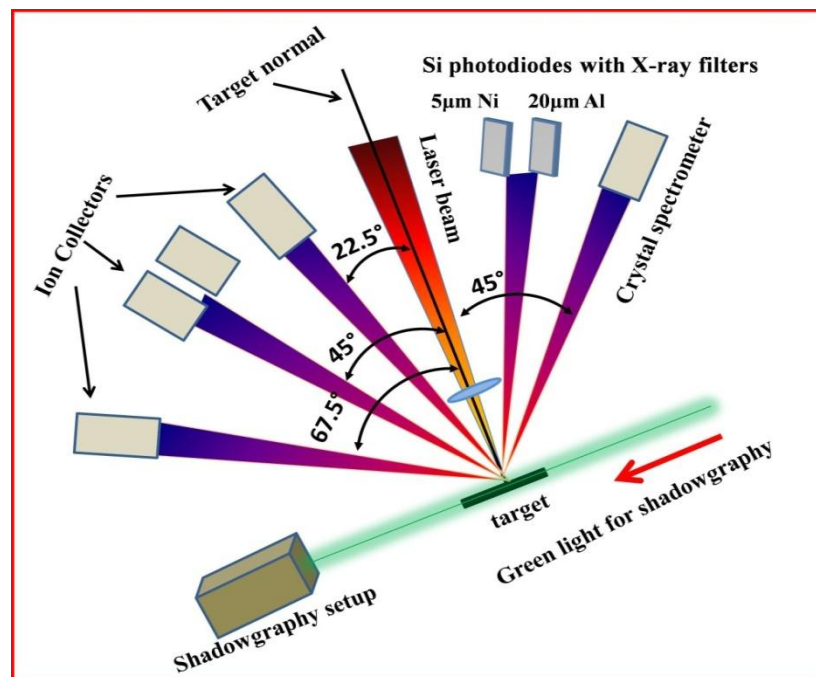 Target normal
Si photodiodes with X-ray filters
5µm Ni 20µm Al
Laser beam
Crystal spectrometer
Ion Collectors
22.5°
45°
45°
67.5°
target
Green light for shadowgraphy
Shadowgraphy setup